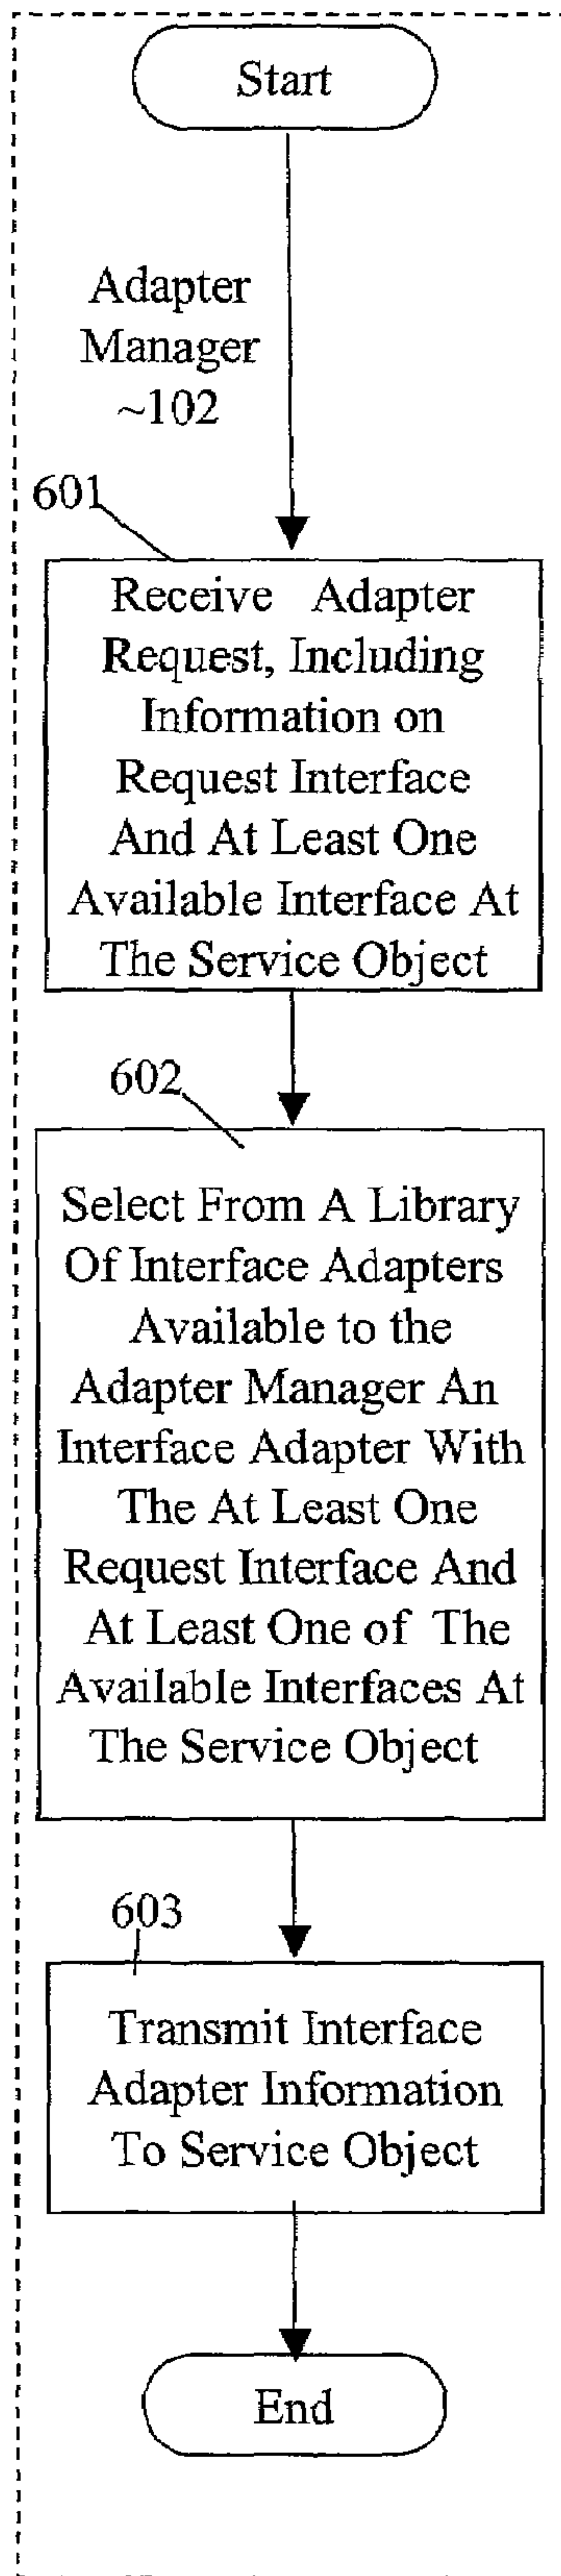 Start
Adapter
Manager
~102
601
Receive Adapter
Request, Including
Information on
Request Interface
And At Least One
Available Interface At
The Service Object
602
Select From A Library
Of Interface Adapters
Available to the
Adapter Manager An
Interface Adapter With
The At Least One
Request Interface And
At Least One of The
Available Interfaces At
The Service Object
603
Transmit Interface
Adapter Information
To Service Object
End